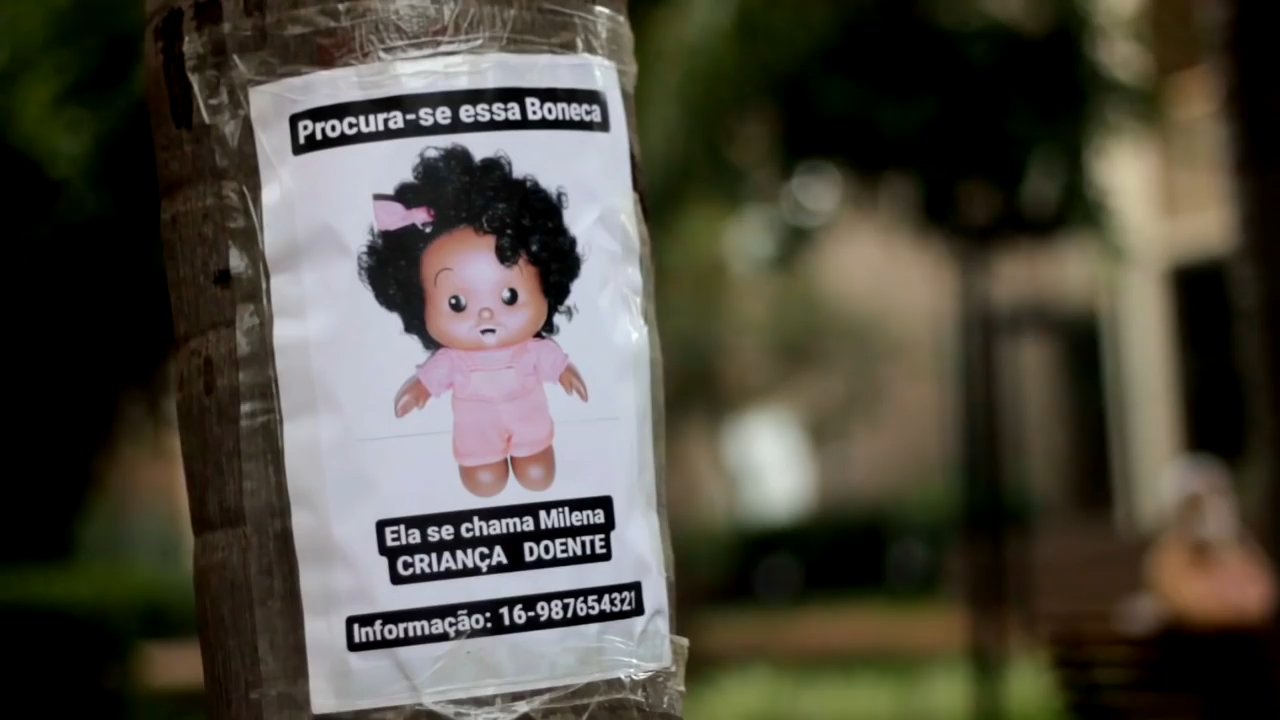 Procura-se essa Boneca
Ela se chama Milena
CRIANÇA DOENTE
Informação: 16-987654321